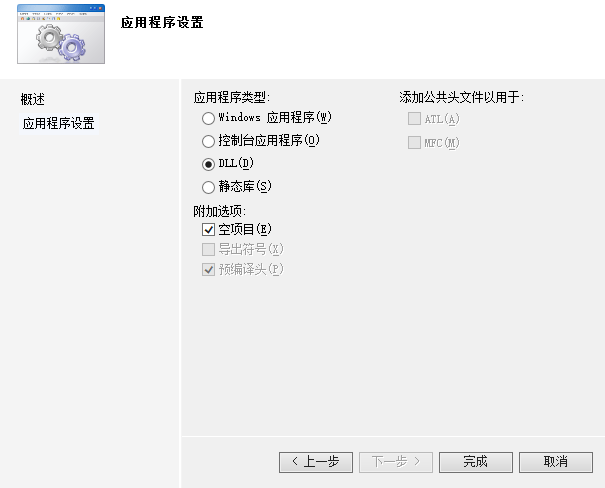 应用程序设置
概述
应用程序设置
应用程序类型:
Windows 应用程序(W)
控制台应用程序(O)
DLL(D)
静态库(S)
附加选项:
空项目(E)
导出符号(X)
预编译头(P)
添加公共头文件以用于:
ATL(A)
MFC(M)
< 上一步
下一步 >
完成
取消